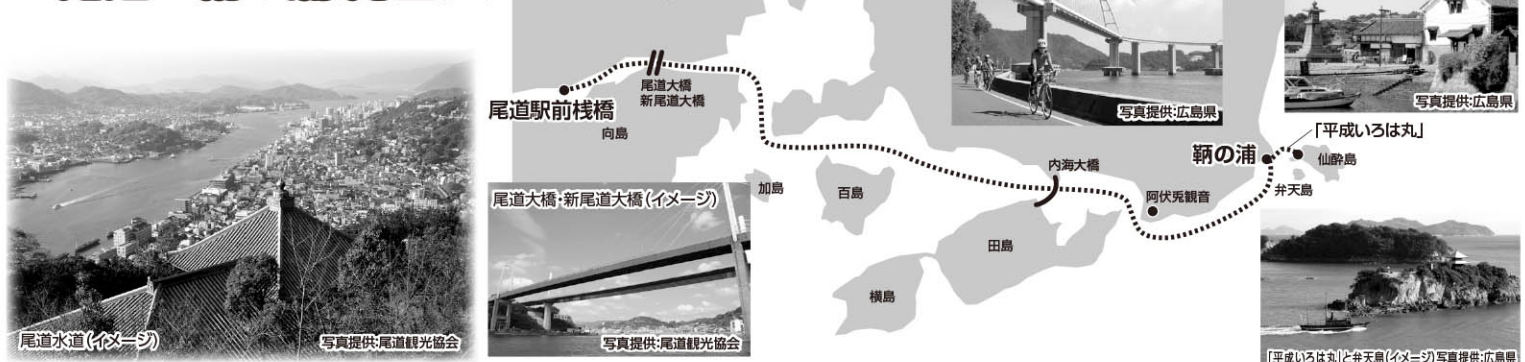 尾道水道(イメージ)
写真提供:尾道観光協会
尾道駅前桟橋
尾道大橋
新尾道大橋
向島
尾道大橋・新尾道大橋(イメージ)
写真提供:尾道観光協会
加島
百島
横島
田島
内海大橋
阿伏兎観音
写真提供:広島県
写真提供:広島県
鞆の浦
「平成いろは丸」
仙酔島
弁天島
「平成いろは丸」と弁天島(イメージ)写真提供:広島県